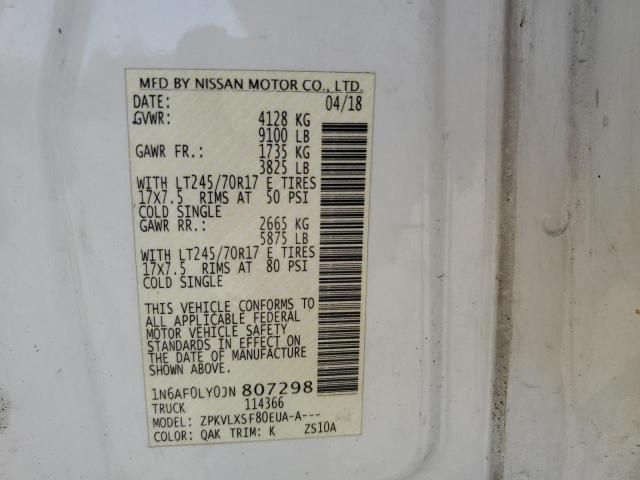 MFD BY NISSAN MOTOR CO., LTD.
DATE: 04/18
GVWR: 4128 KG
9100 LB
GAWR FR.: 1735 KG
3825 LB
WITH LT245/70R17 E TIRES
17X7.5 RIMS AT 50 PSI
COLD SINGLE
GAWR RR.: 2665 KG
5875 LB
WITH LT245/70R17 E TIRES
17X7.5 RIMS AT 80 PSI
COLD SINGLE
THIS VEHICLE CONFORMS TO
ALL APPLICABLE FEDERAL
MOTOR VEHICLE SAFETY
STANDARDS IN EFFECT ON
THE DATE OF MANUFACTURE
SHOWN ABOVE.
1N6AF0LY0JN 807298
TRUCK 114366
MODEL: ZPKVLXSF80EUA-A---
COLOR: QAK TRIM: K ZS10A